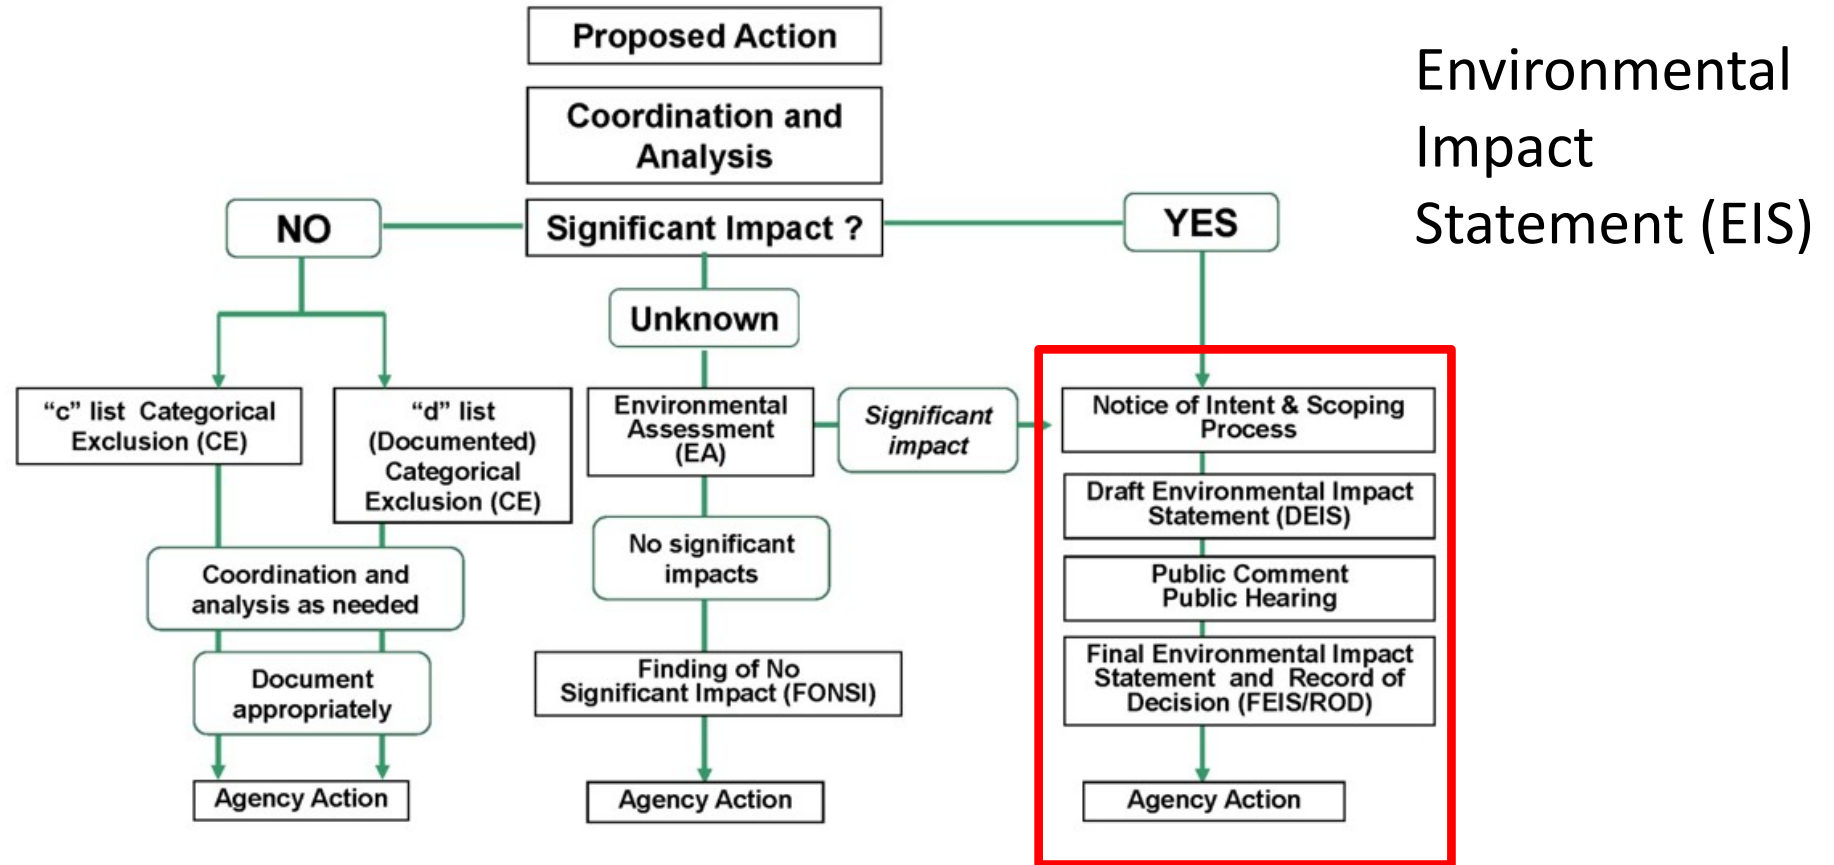 Proposed Action
Environmental
Impact
Statement (EIS)
Coordination and
Analysis
Significant Impact ?
NO
YES
Unknown
“c” list Categorical
Exclusion (CE)
“d” list
(Documented)
Categorical
Exclusion (CE)
Environmental
Assessment
(EA)
Significant
impact
Notice of Intent & Scoping
Process
Draft Environmental Impact
Statement (DEIS)
Public Comment
Public Hearing
Final Environmental Impact
Statement and Record of
Decision (FEIS/ROD)
Coordination and
analysis as needed
No significant
impacts
Document
appropriately
Finding of No
Significant Impact (FONSI)
Agency Action
Agency Action
Agency Action